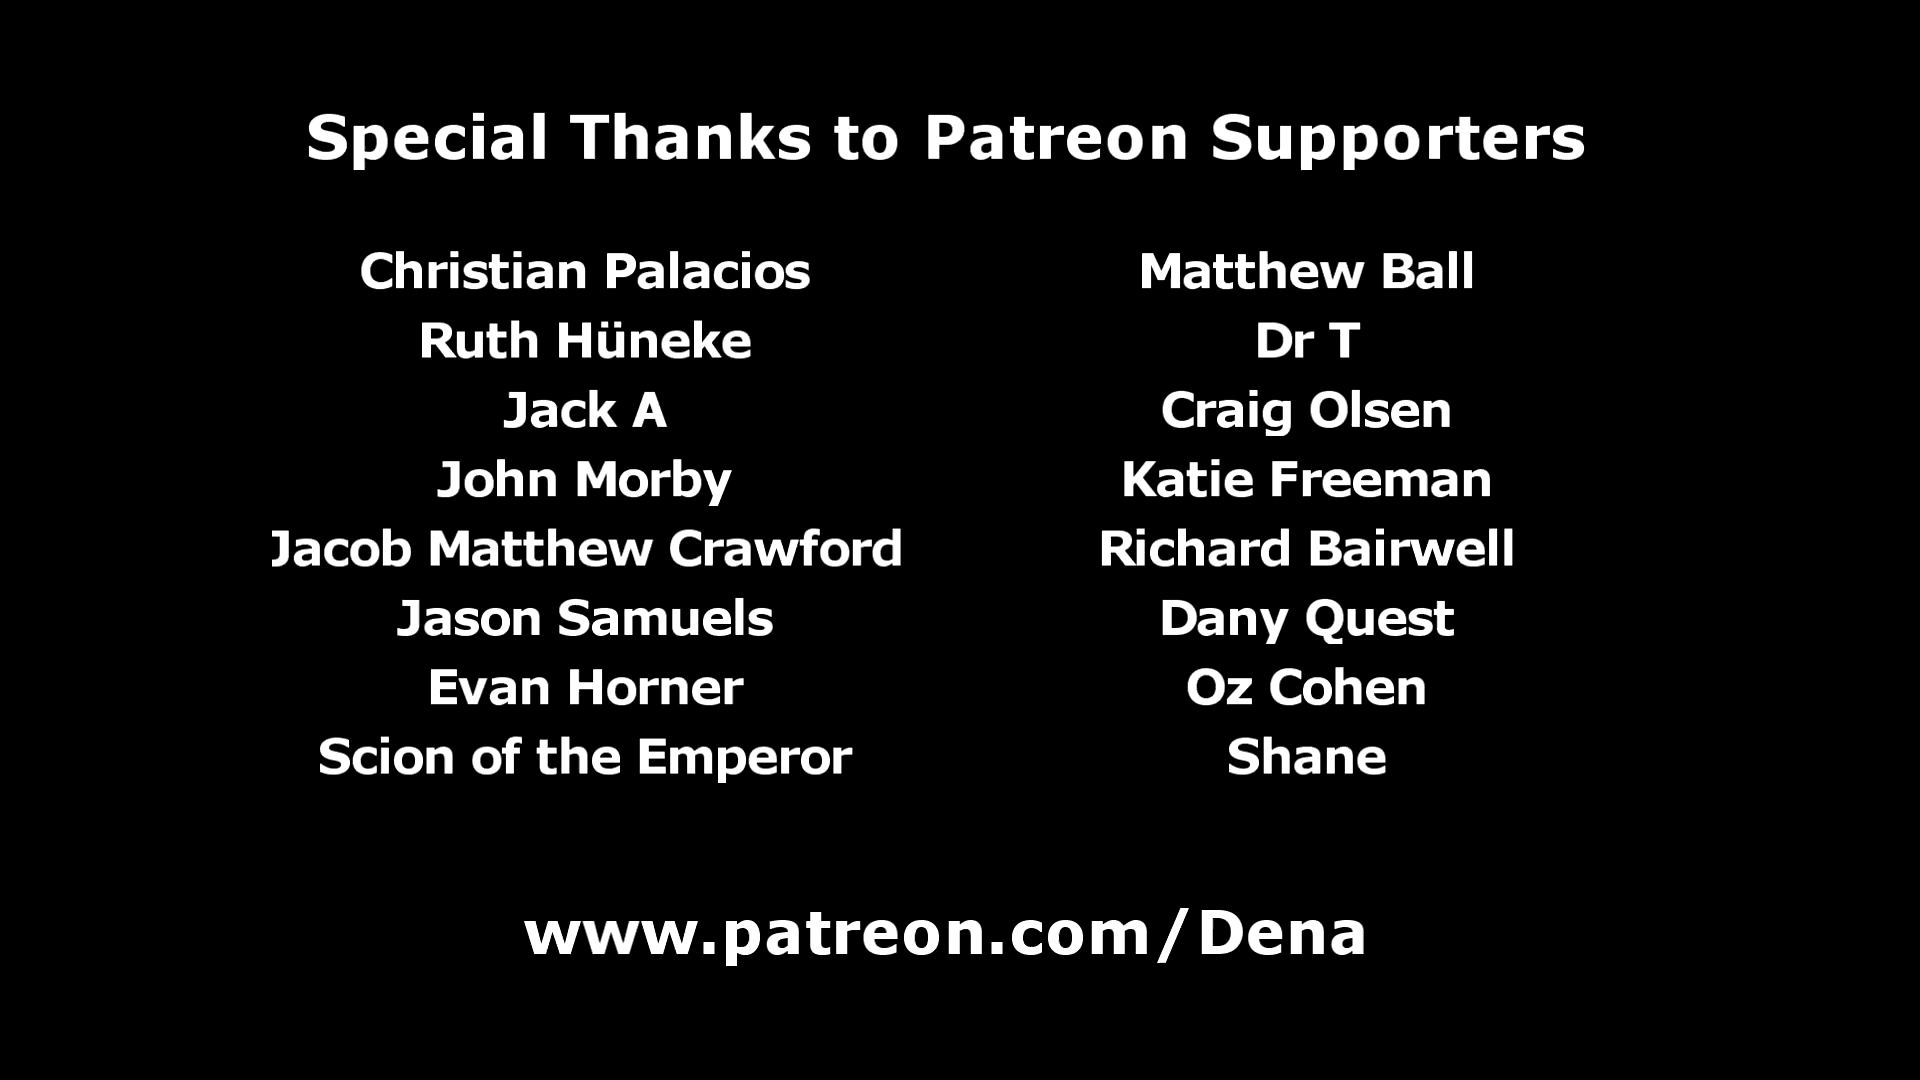 Special Thanks to Patreon Supporters
Christian Palacios
Ruth Hüneke
Jack A
John Morby
Jacob Matthew Crawford
Jason Samuels
Evan Horner
Scion of the Emperor
Matthew Ball
Dr T
Craig Olsen
Katie Freeman
Richard Bairwell
Dany Quest
Oz Cohen
Shane
www.patreon.com/Dena